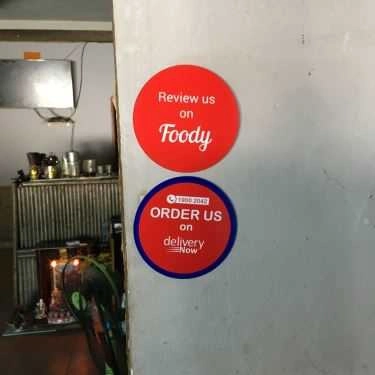 Review us
on
Foody
1900 2042
ORDER US
on
delivery
Now